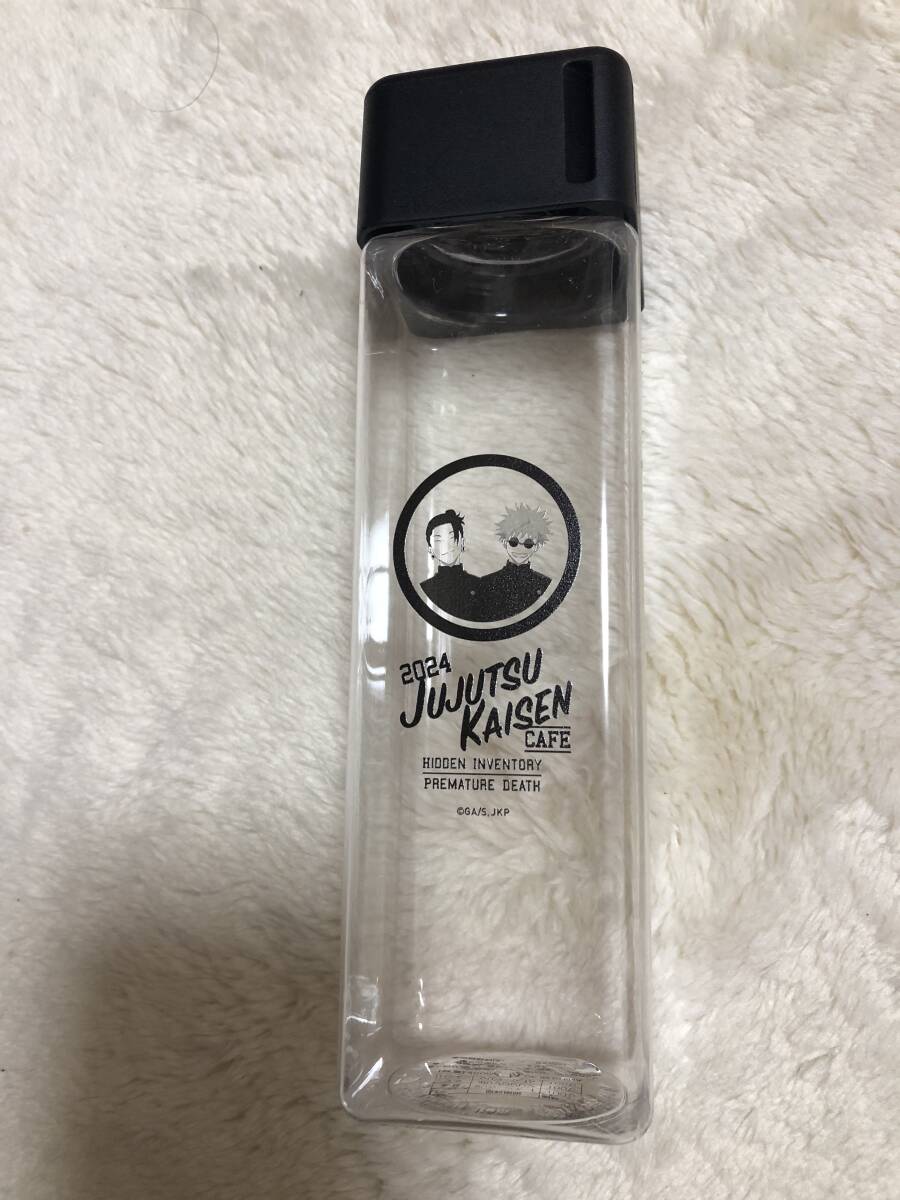 2024
JUJUTSU
KAISEN
CAFE
HIDDEN INVENTORY
PREMATURE DEATH
©GA/S,JKP